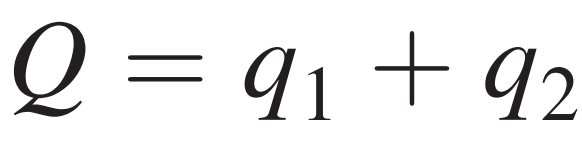 Q = q₁ + q₂